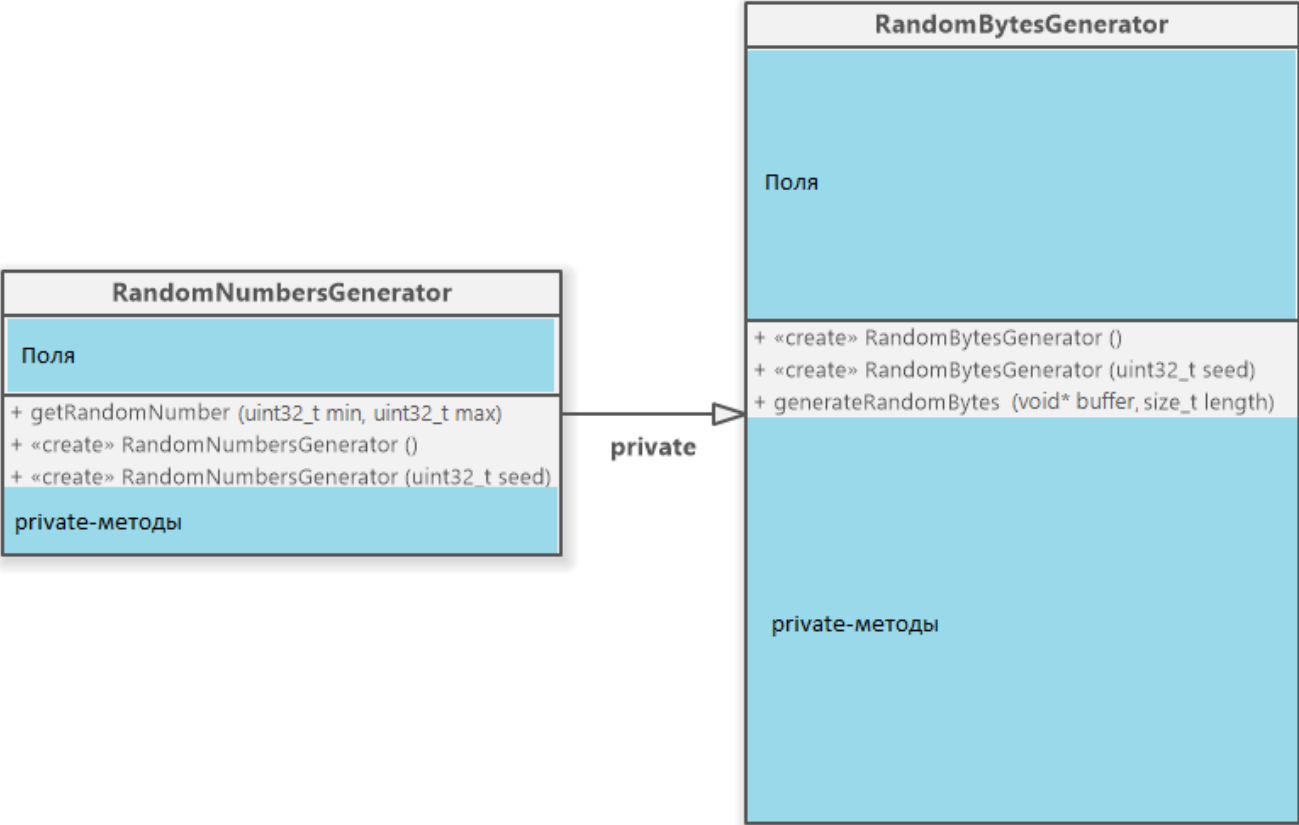 RandomBytesGenerator
Поля
+ «create» RandomBytesGenerator ()
+ «create» RandomBytesGenerator (uint32_t seed)
+ generateRandomBytes (void* buffer, size_t length)
private-методы
RandomNumbersGenerator
Поля
+ getRandomNumber (uint32_t min, uint32_t max)
+ «create» RandomNumbersGenerator ()
+ «create» RandomNumbersGenerator (uint32_t seed)
private-методы
private